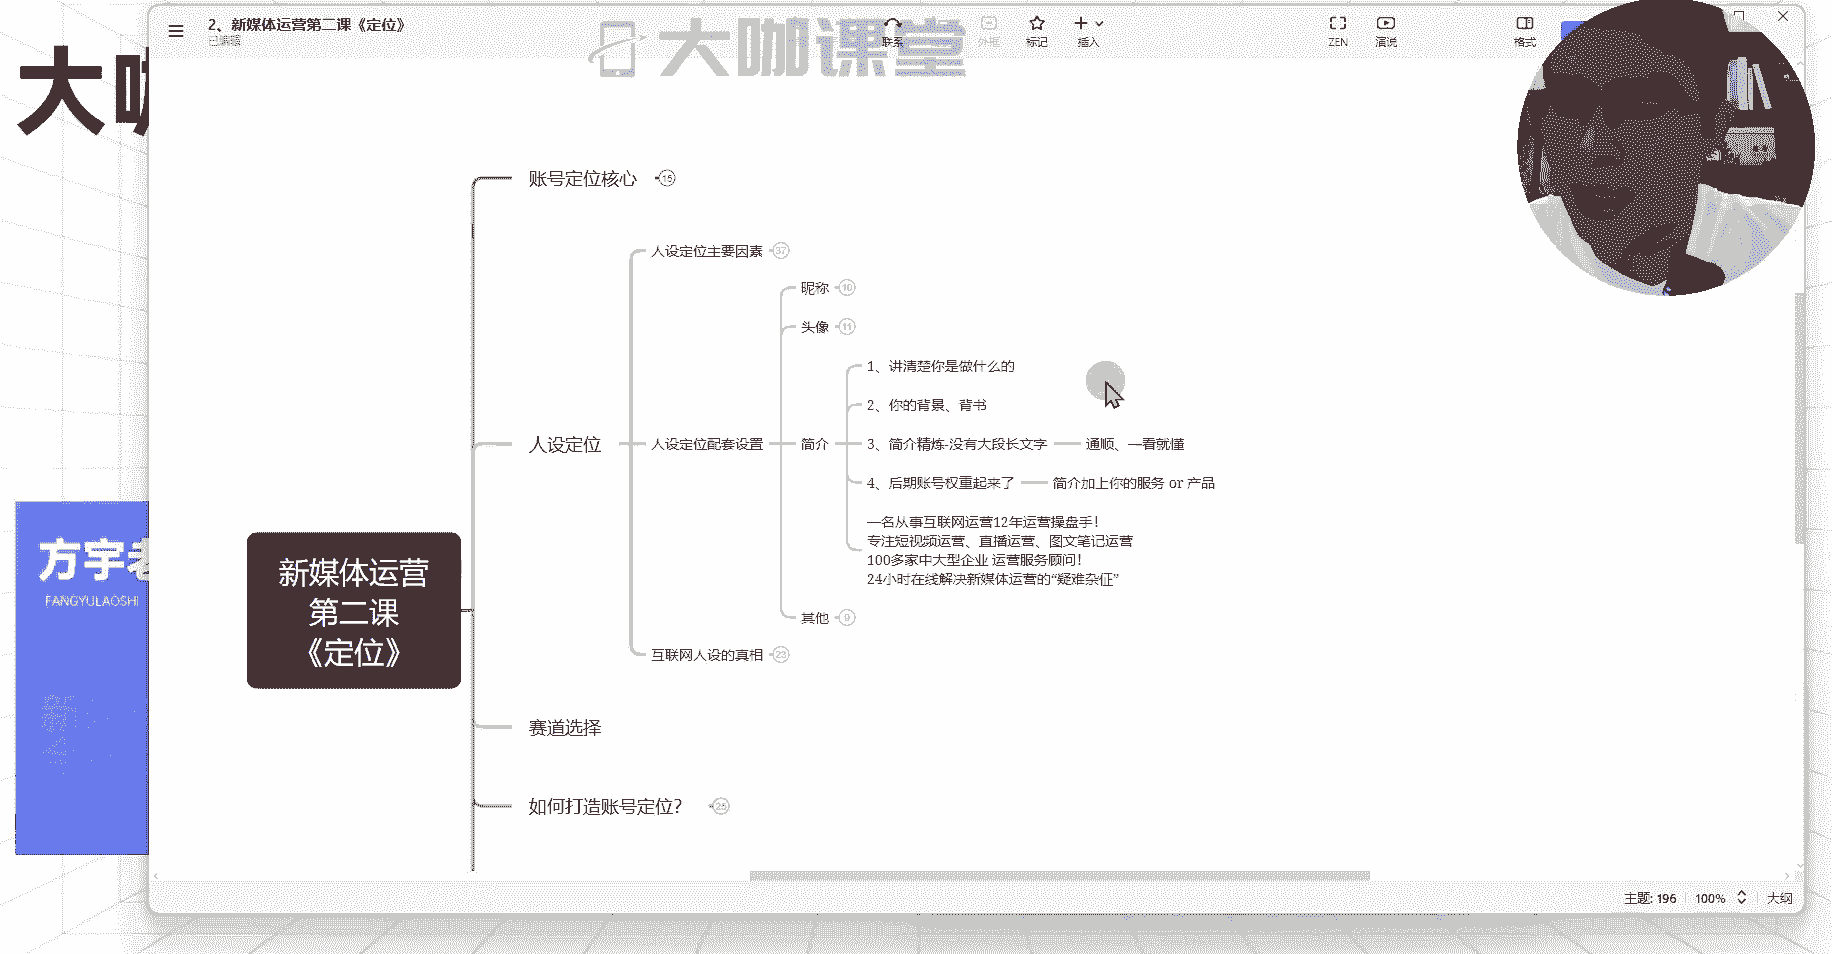 2、新媒体运营第二课《定位》
已编辑
大咖课堂
联系
外框
标记
插入
ZEN
演说
格式
大
账号定位核心 15
人设定位主要因素 37
昵称 10
头像 11
1、讲清楚你是做什么的
2、你的背景、背书
人设定位
人设定位配套设置
简介
3、简介精炼-没有大段长文字
通顺、一看就懂
4、后期账号权重起来了
简介加上你的服务 or 产品
一名从事互联网运营12年运营操盘手！
专注短视频运营、直播运营、图文笔记运营
100多家中大型企业 运营服务顾问！
24小时在线解决新媒体运营的“疑难杂征”
其他 9
互联网人设的真相 23
新媒体运营
第二课
《定位》
方宇老
FANGYULAOSHI
赛道选择
如何打造账号定位？ 25
主题: 196
100%
大纲